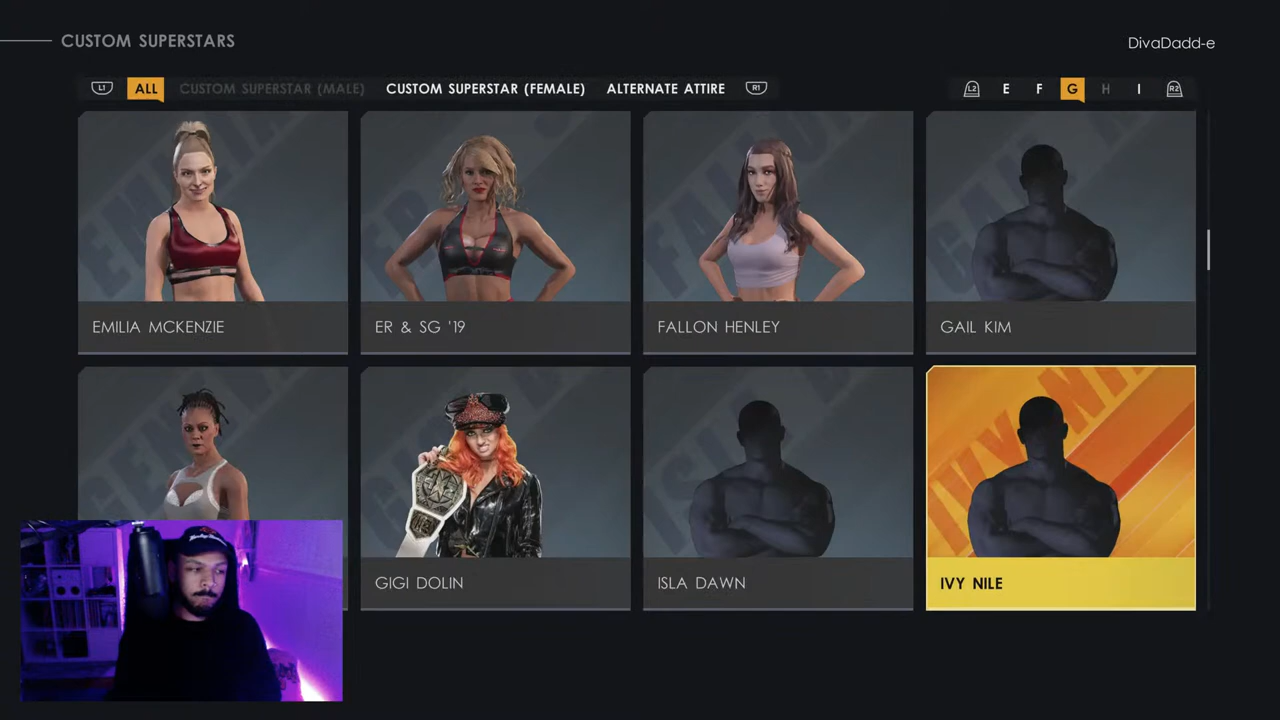 CUSTOM SUPERSTARS
DivaDadd-e
L1 ALL CUSTOM SUPERSTAR (MALE) CUSTOM SUPERSTAR (FEMALE) ALTERNATE ATTIRE R1
L2 E F G H I R2
EMILIA MCKENZIE
ER & SG '19
FALLON HENLEY
GAIL KIM
GIGI DOLIN
ISLA DAWN
IVY NILE